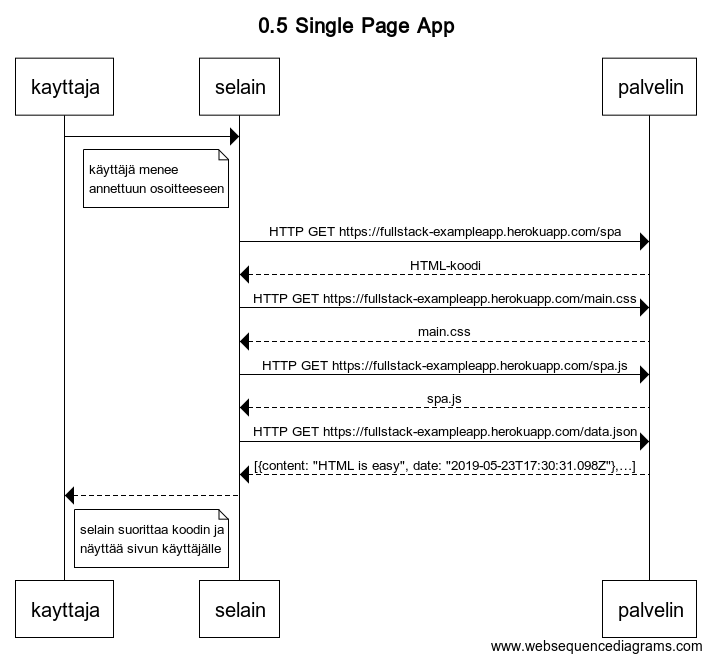 0.5 Single Page App
kayttaja
selain
palvelin
käyttäjä menee
annettuun osoitteeseen
HTTP GET https://fullstack-exampleapp.herokuapp.com/spa
HTML-koodi
HTTP GET https://fullstack-exampleapp.herokuapp.com/main.css
main.css
HTTP GET https://fullstack-exampleapp.herokuapp.com/spa.js
spa.js
HTTP GET https://fullstack-exampleapp.herokuapp.com/data.json
[{content: "HTML is easy", date: "2019-05-23T17:30:31.098Z"},...]
selain suorittaa koodin ja
näyttää sivun käyttäjälle
kayttaja
selain
palvelin
www.websequencediagrams.com